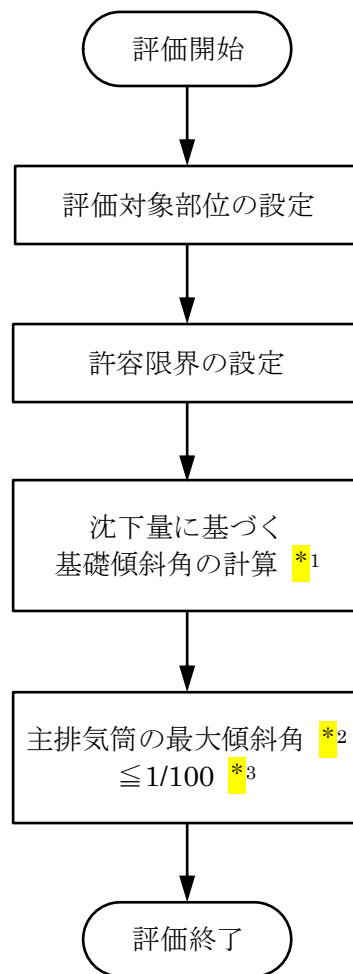 評価開始
評価対象部位の設定
許容限界の設定
沈下量に基づく
基礎傾斜角の計算 *1
主排気筒の最大傾斜角 *2
≦1/100 *3
評価終了